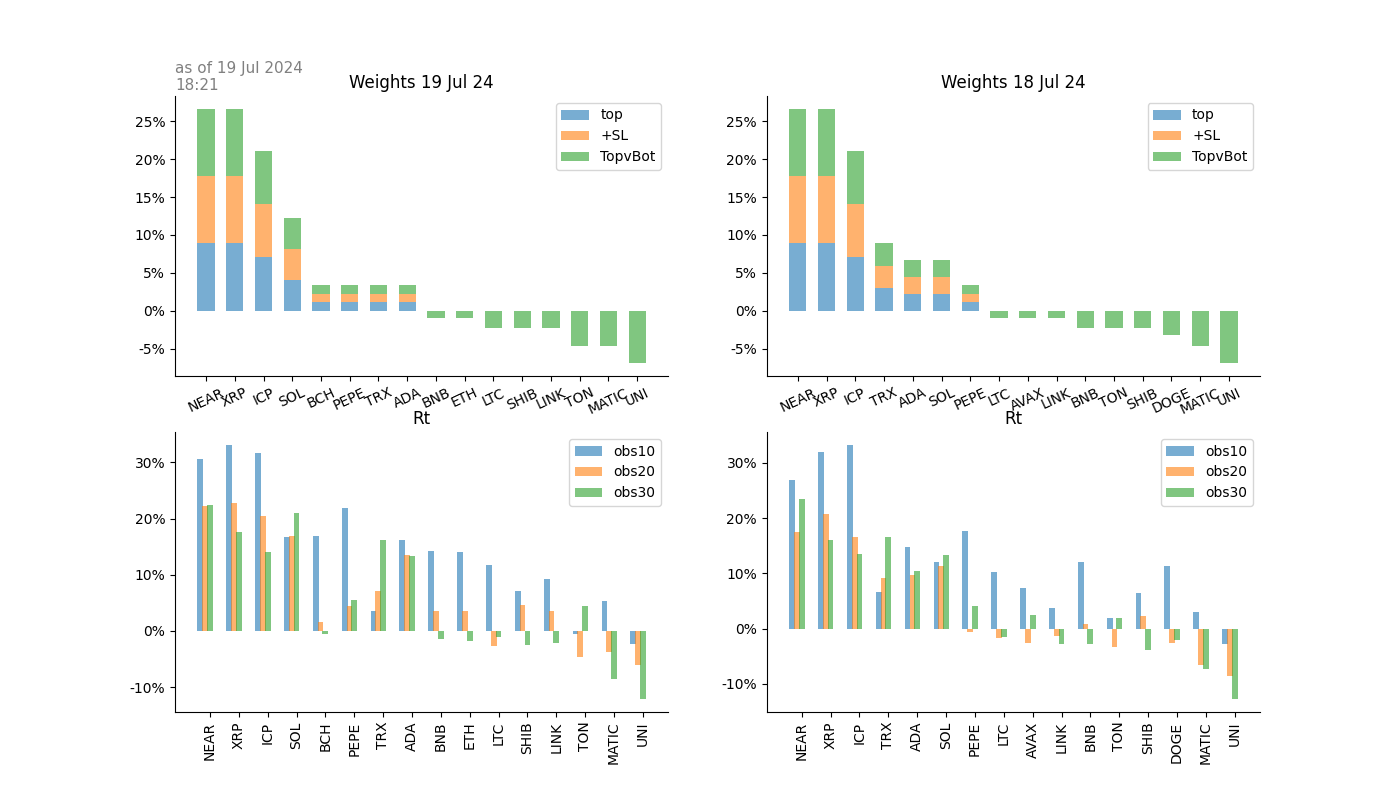 as of 19 Jul 2024
18:21
Weights 19 Jul 24
25%
20%
15%
10%
5%
0%
-5%
top
+SL
TopvBot
NEAR XRP ICP SOL BCH PEPE TRX ADA BNB ETH LTC SHIB LINK TON MATIC UNI
Weights 18 Jul 24
25%
20%
15%
10%
5%
0%
-5%
top
+SL
TopvBot
NEAR XRP ICP TRX ADA SOL PEPE LTC AVAX LINK BNB TON SHIB DOGE MATIC UNI
Rt
30%
20%
10%
0%
-10%
obs10
obs20
obs30
NEAR XRP ICP SOL BCH PEPE TRX ADA BNB ETH LTC SHIB LINK TON MATIC UNI
Rt
30%
20%
10%
0%
-10%
obs10
obs20
obs30
NEAR XRP ICP TRX ADA SOL PEPE LTC AVAX LINK BNB TON SHIB DOGE MATIC UNI